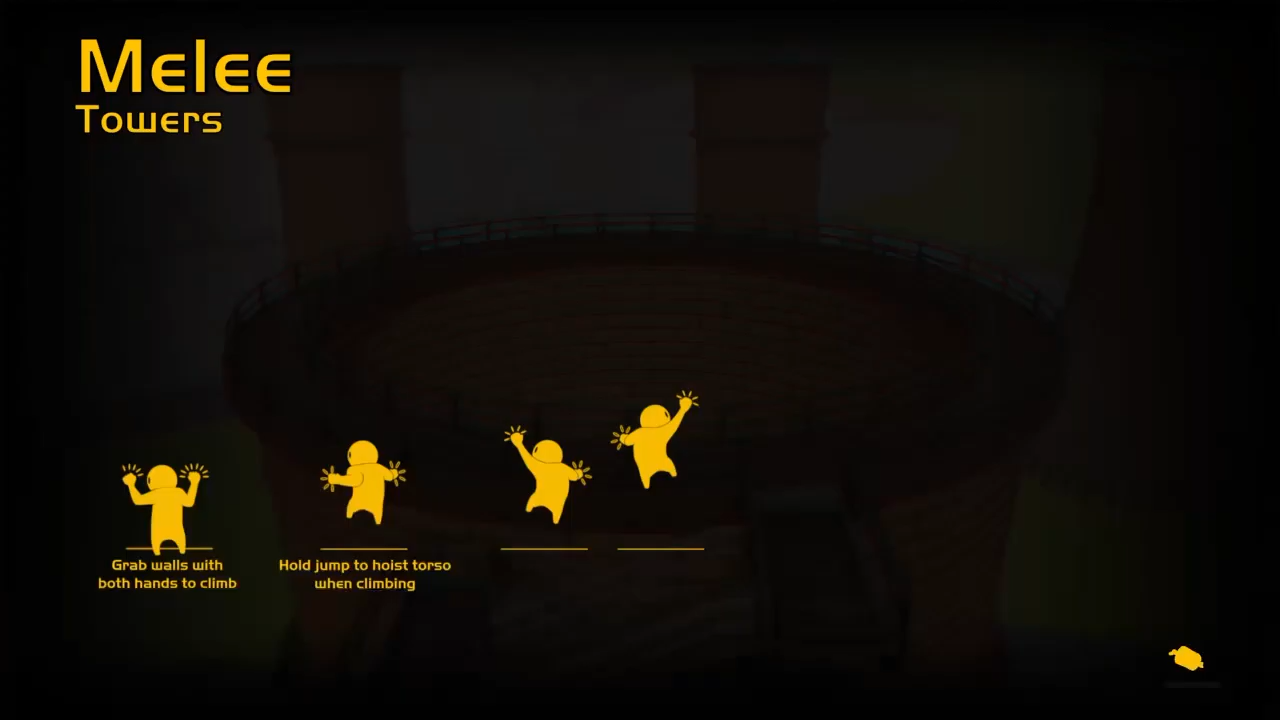 Melee
Towers
Grab walls with
both hands to climb
Hold jump to hoist torso
when climbing